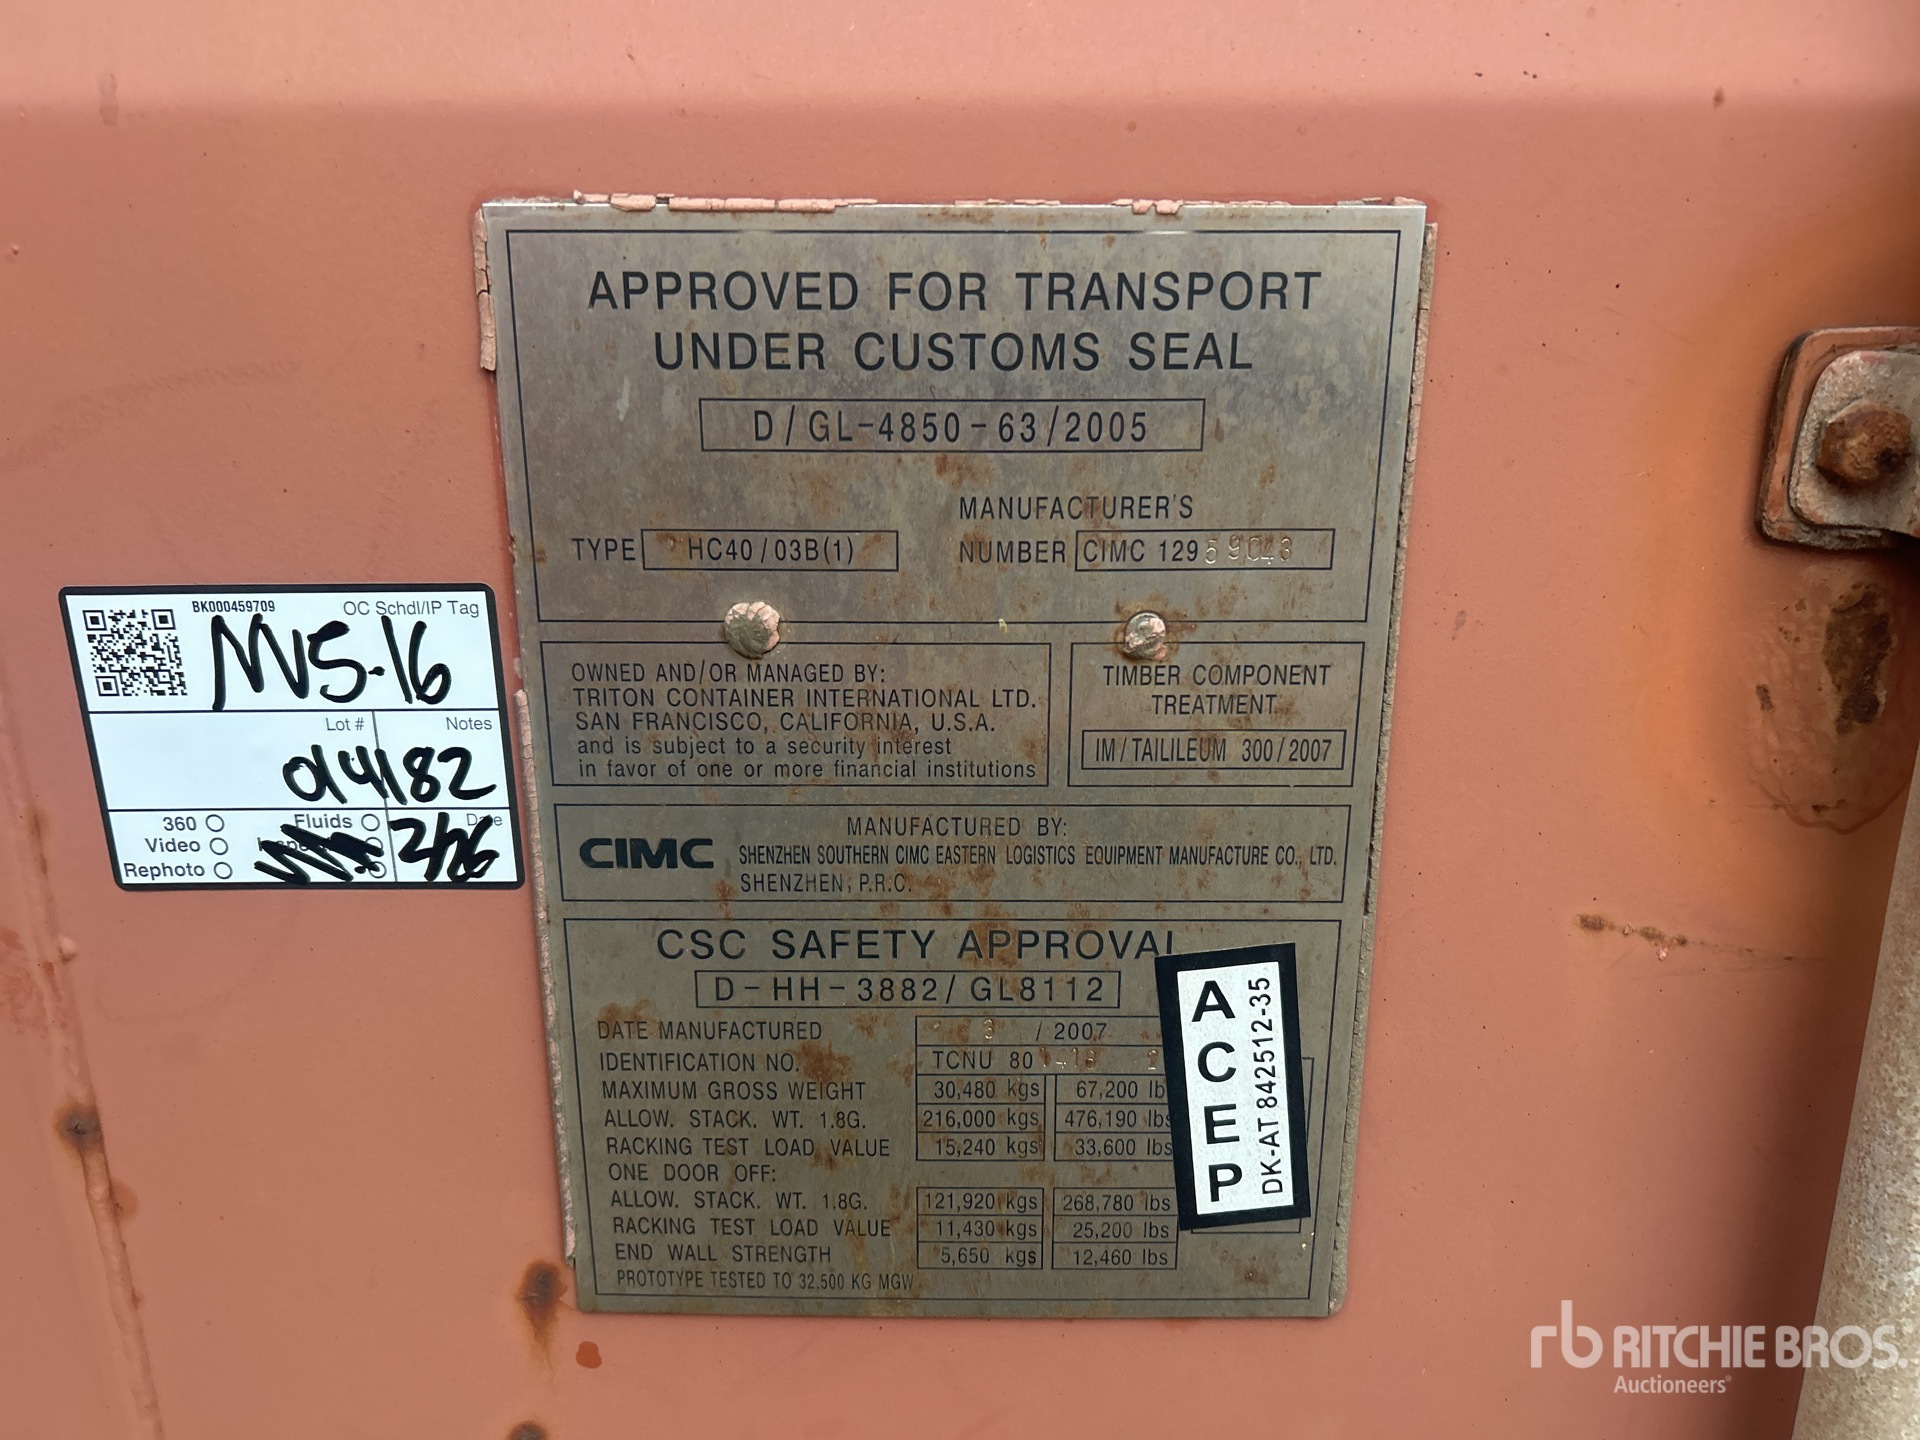 APPROVED FOR TRANSPORT
UNDER CUSTOMS SEAL
D/GL-4850-63/2005
MANUFACTURER'S
TYPE HC40/03B(1) NUMBER CIMC 129
OWNED AND/OR MANAGED BY:
TRITON CONTAINER INTERNATIONAL LTD.
SAN FRANCISCO, CALIFORNIA, U.S.A.
and is subject to a security interest
in favor of one or more financial institutions
TIMBER COMPONENT
TREATMENT
IM/TAILILEUM 300/2007
CIMC
MANUFACTURED BY:
SHENZHEN SOUTHERN CIMC EASTERN LOGISTICS EQUIPMENT MANUFACTURE CO., LTD.
SHENZHEN, P.R.C.
CSC SAFETY APPROVAL
D-HH-3882/GL8112
DATE MANUFACTURED 3 / 2007
IDENTIFICATION NO. TCNU 80
MAXIMUM GROSS WEIGHT 30,480 kgs 67,200 lb
ALLOW. STACK. WT. 1.8G. 216,000 kgs 476,190 lbs
RACKING TEST LOAD VALUE 15,240 kgs 33,600 lbs
ONE DOOR OFF:
ALLOW. STACK. WT. 1.8G. 121,920 kgs 268,780 lbs
RACKING TEST LOAD VALUE 11,430 kgs 25,200 lbs
END WALL STRENGTH 5,650 kgs 12,460 lbs
PROTOTYPE TESTED TO 32.500 KG MGW
ACEP
DK-AT 842512-35
BK000459709 OC Schdl/IP Tag
Lot # Notes
014182
360 Fluids Date
Video
Rephoto
rb RITCHIE BROS.
Auctioneers